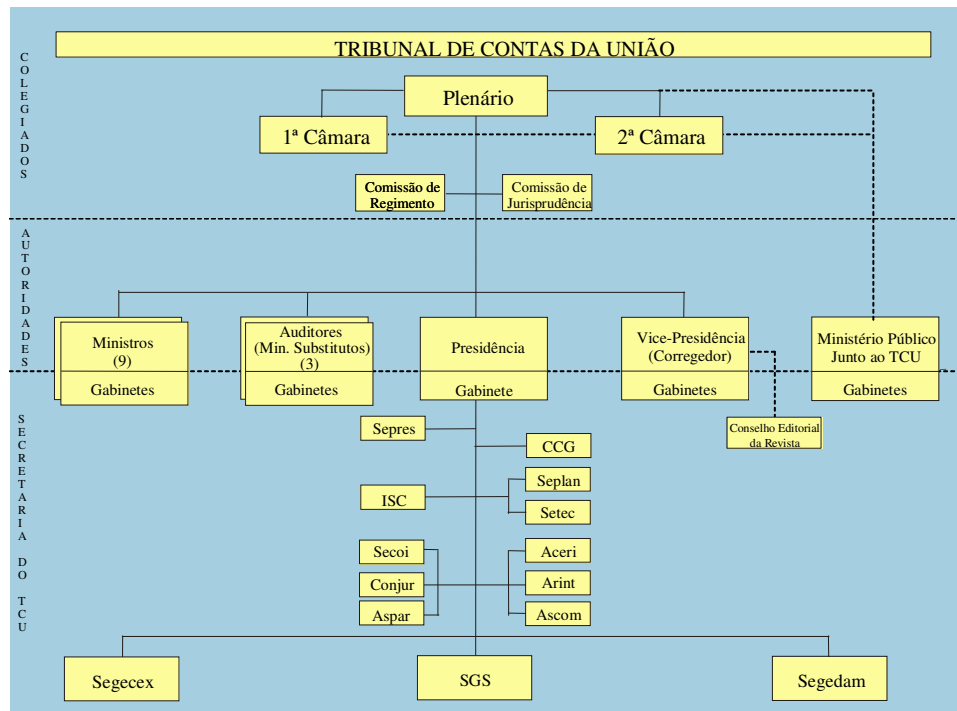 TRIBUNAL DE CONTAS DA UNIÃO
COLEGIADOS
Plenário
1ª Câmara
2ª Câmara
Comissão de
Regimento
Comissão de
Jurisprudência
AUTORIDADES
Ministros
(9)
Gabinetes
Auditores
(Min. Substitutos)
(3)
Gabinetes
Presidência
Gabinete
Vice-Presidência
(Corregedor)
Gabinetes
Ministério Público
Junto ao TCU
Gabinetes
SECRETARIA DO TCU
Conselho Editorial
da Revista
Sepres
CCG
ISC
Seplan
Setec
Secoi
Conjur
Aspar
Aceri
Arint
Ascom
Segecex
SGS
Segedam